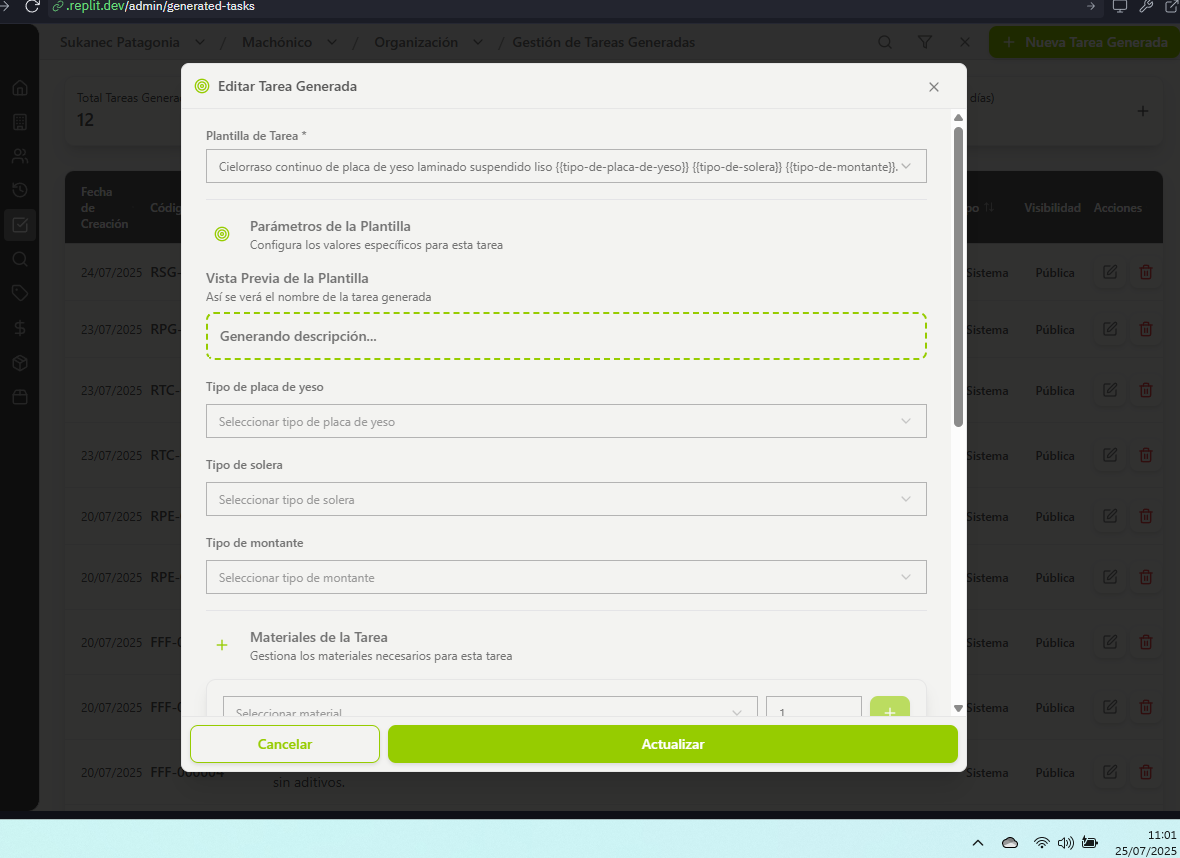 .replit.dev/admin/generated-tasks
Sukanec Patagonia / Machónico / Organización / Gestión de Tareas Generadas
+ Nueva Tarea Generada
Total Tareas
días)
12
Editar Tarea Generada
Plantilla de Tarea *
Cielorraso continuo de placa de yeso laminado suspendido liso {{tipo-de-placa-de-yeso}} {{tipo-de-solera}} {{tipo-de-montante}}.
Parámetros de la Plantilla
Configura los valores específicos para esta tarea
Vista Previa de la Plantilla
Así se verá el nombre de la tarea generada
Generando descripción...
Tipo de placa de yeso
Seleccionar tipo de placa de yeso
Tipo de solera
Seleccionar tipo de solera
Tipo de montante
Seleccionar tipo de montante
Materiales de la Tarea
Gestiona los materiales necesarios para esta tarea
Seleccionar material
1
+
Cancelar
Actualizar
Fecha de Creación
Visibilidad
Acciones
24/07/2025 RSG-
Sistema
Pública
23/07/2025 RPG-
Sistema
Pública
23/07/2025 RTC-
Sistema
Pública
23/07/2025 RTC-
Sistema
Pública
20/07/2025 RPE-
Sistema
Pública
20/07/2025 RPE-
Sistema
Pública
20/07/2025 FFF-
Sistema
Pública
20/07/2025 FFF-
Sistema
Pública
20/07/2025 FFF-000004
sin aditivos.
Sistema
Pública
11:01
25/07/2025